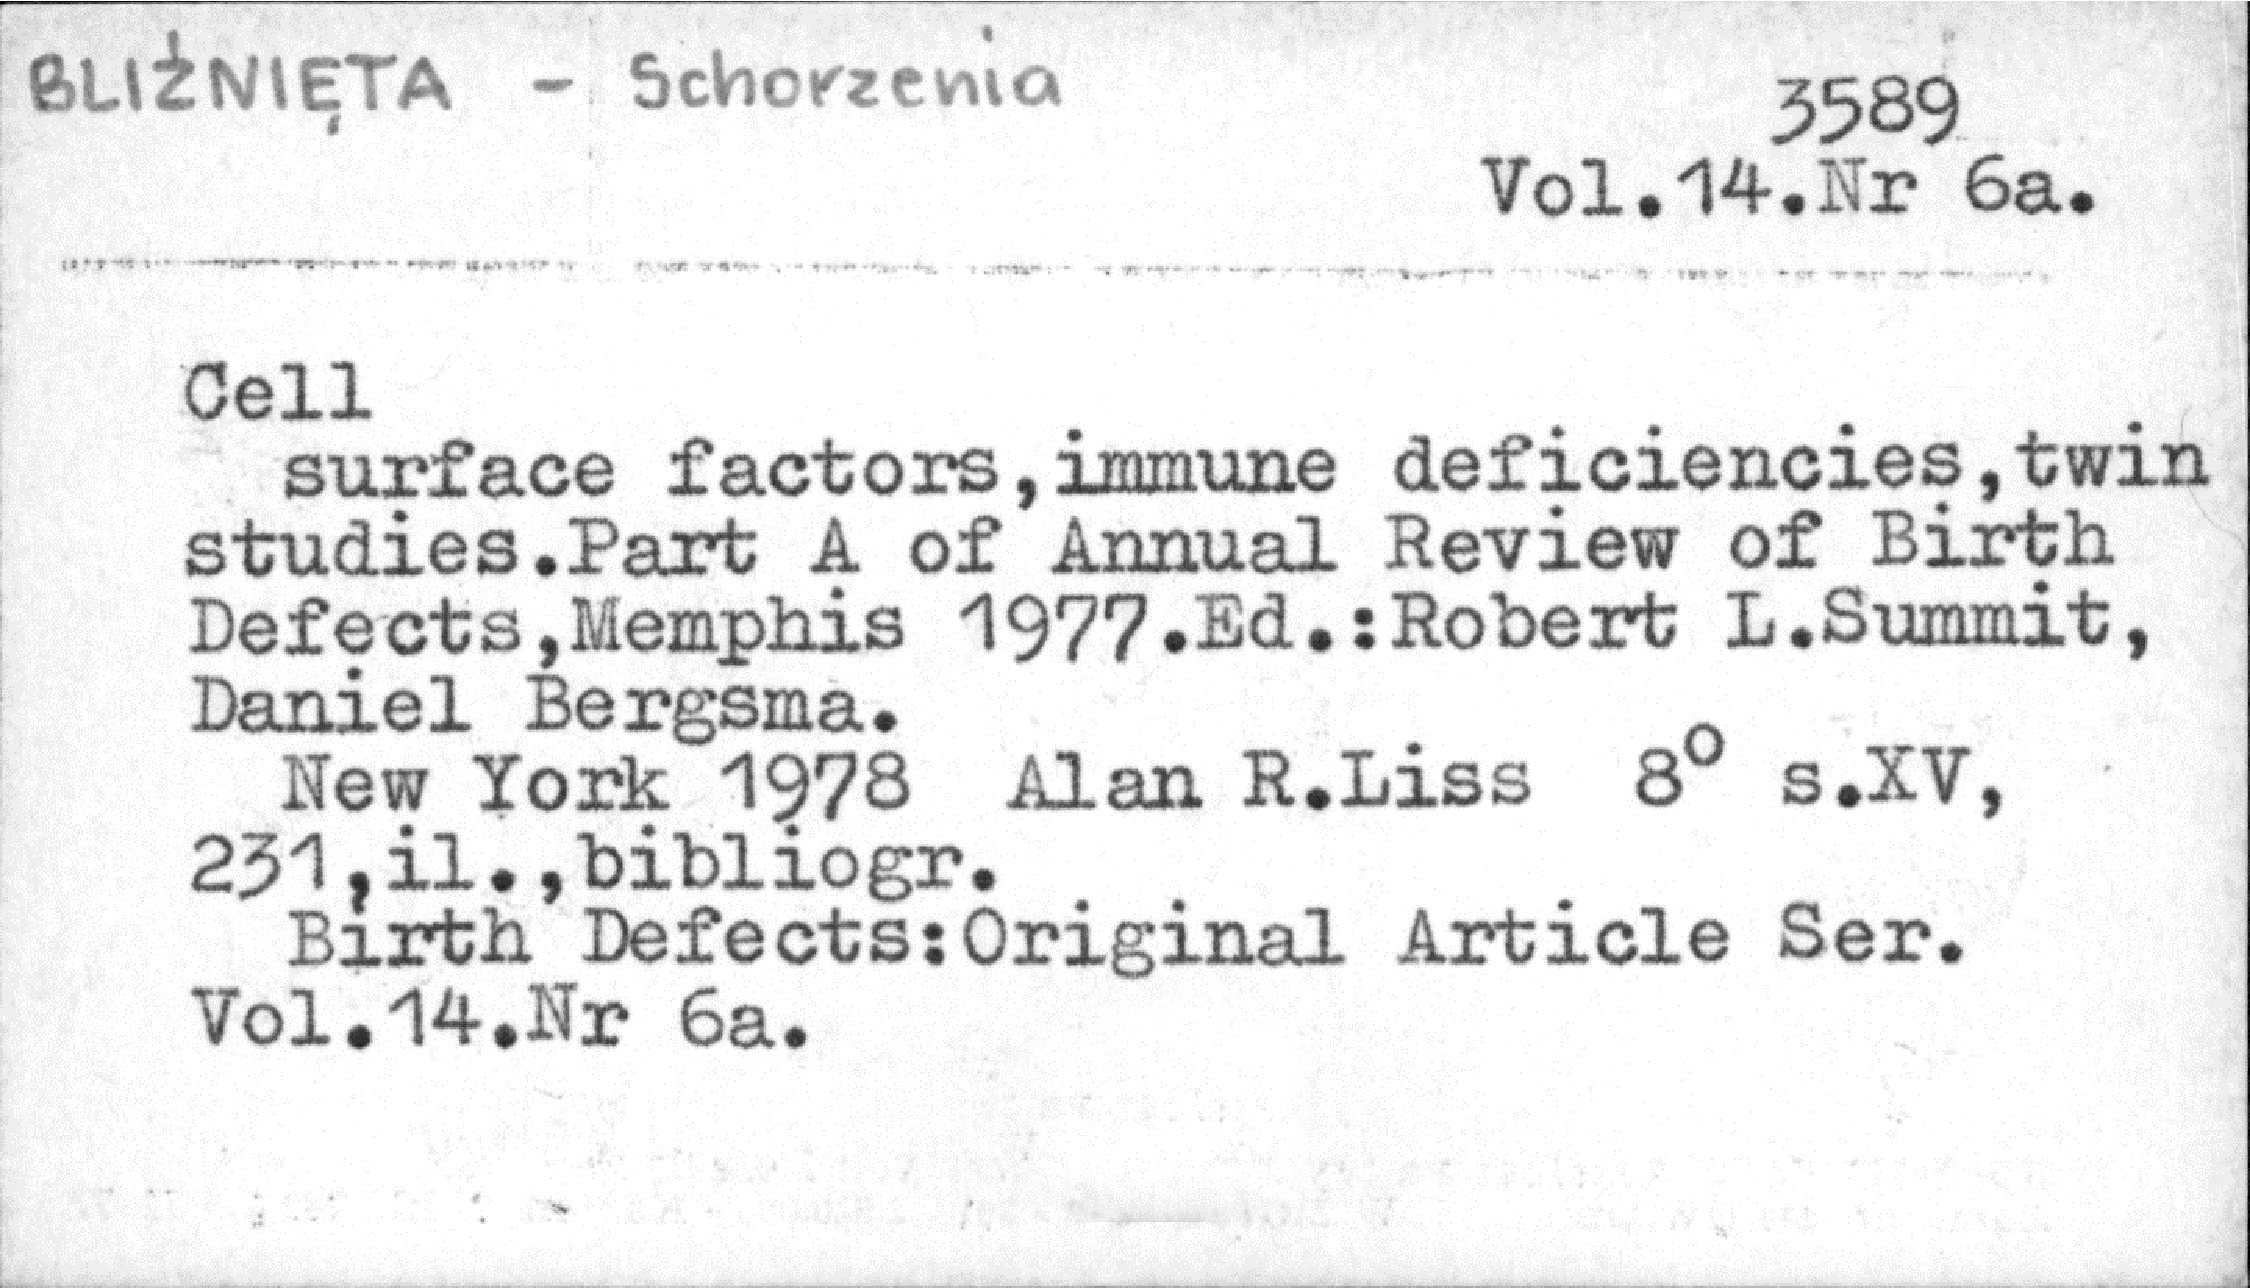 BLIŹNIĘTA - Schorzenia
3589
Vol.14.Nr 6a.
Cell
surface factors,immune deficiencies,twin
studies.Part A of Annual Review of Birth
Defects,Memphis 1977.Ed.:Robert L.Summit,
Daniel Bergsma.
New York 1978 Alan R.Liss 8° s.XV,
231,il.,bibliogr.
Birth Defects:Original Article Ser.
Vol.14.Nr 6a.